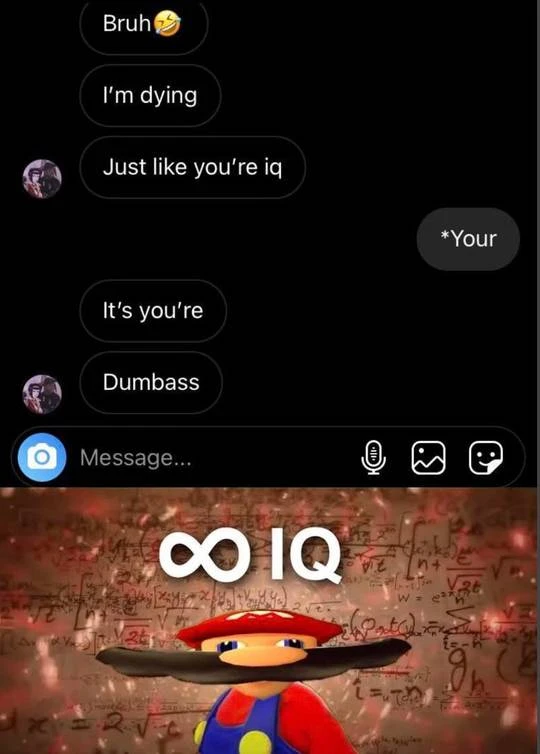 Bruh🤣
I'm dying
Just like you're iq
*Your
It's you're
Dumbass
Message...
∞ IQ